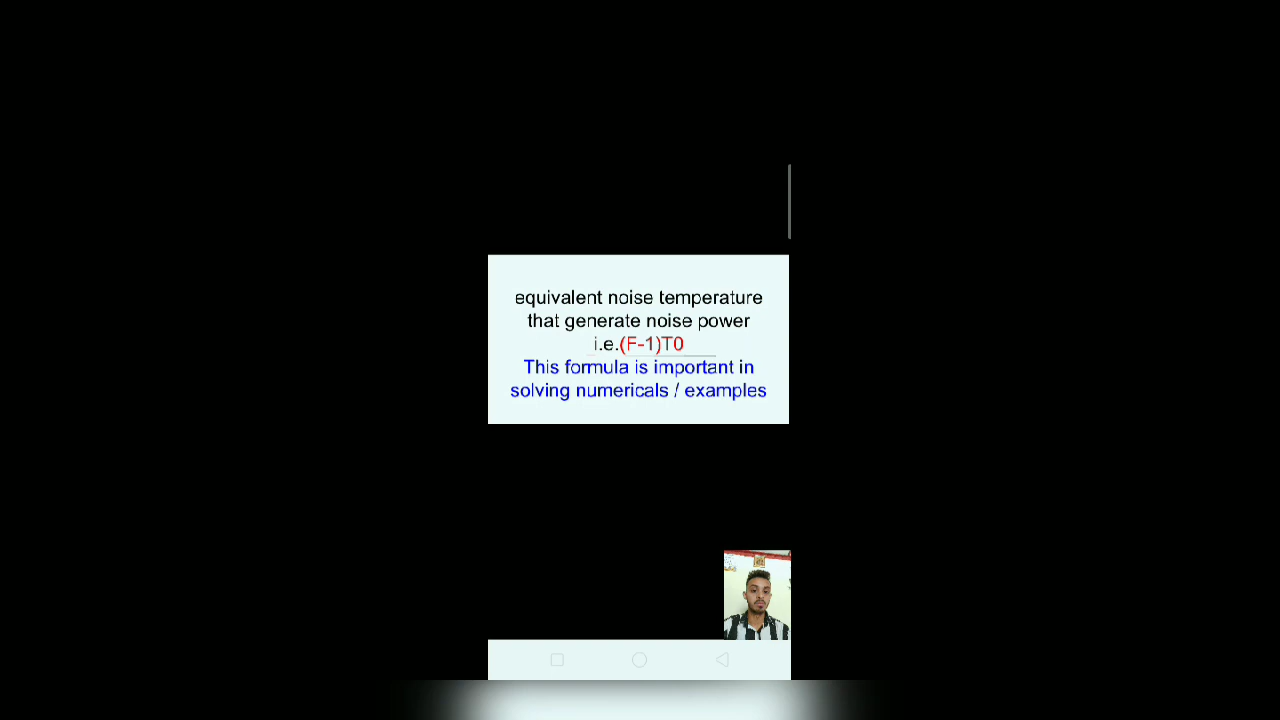 equivalent noise temperature
that generate noise power
i.e.(F-1)T0
This formula is important in
solving numericals / examples